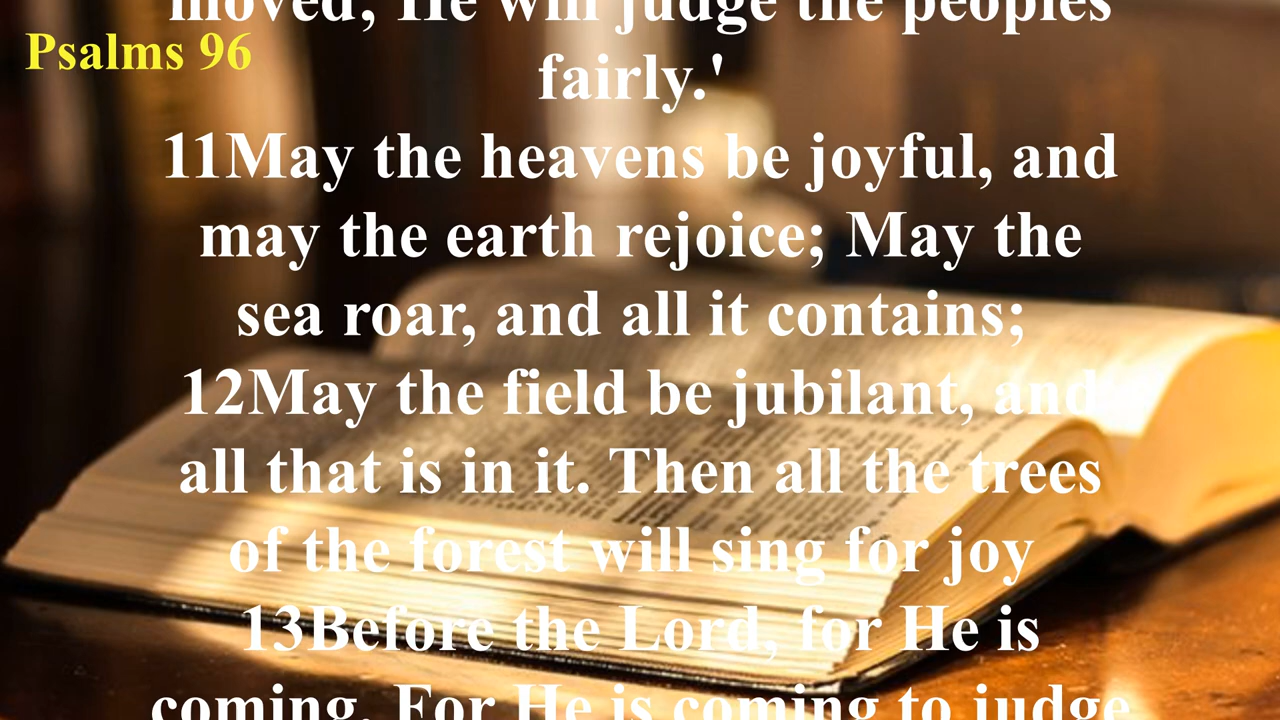 moved; He will judge the peoples
Psalms 96
fairly.'
11May the heavens be joyful, and
may the earth rejoice; May the
sea roar, and all it contains;
12May the field be jubilant, and
all that is in it. Then all the trees
of the forest will sing for joy
13Before the Lord, for He is
coming, For He is coming to judge